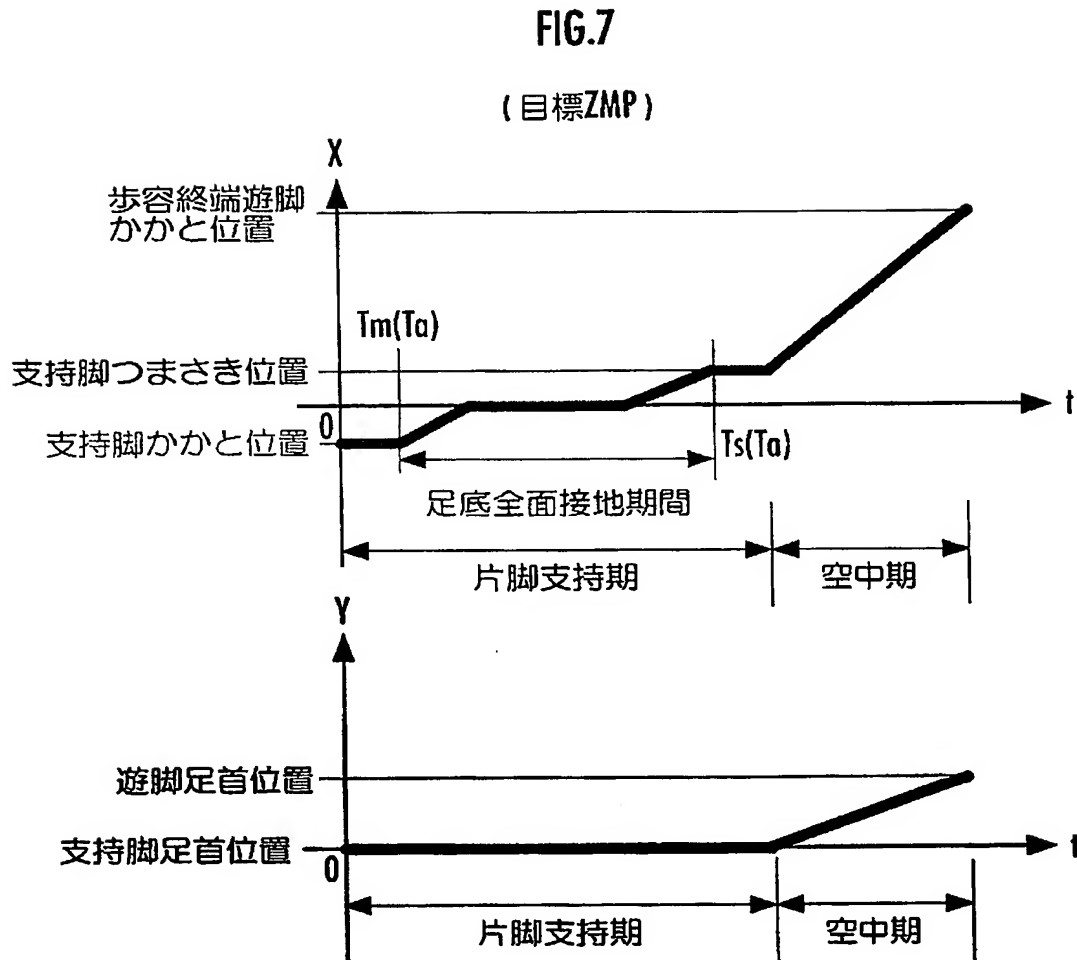 FIG.7
(目標ZMP)
X
歩容終端遊脚
かかと位置
Tm(Ta)
支持脚つまさき位置
t
0
支持脚かかと位置
Ts(Ta)
足底全面接地期間
片脚支持期
空中期
Y
遊脚足首位置
支持脚足首位置
t
0
片脚支持期
空中期